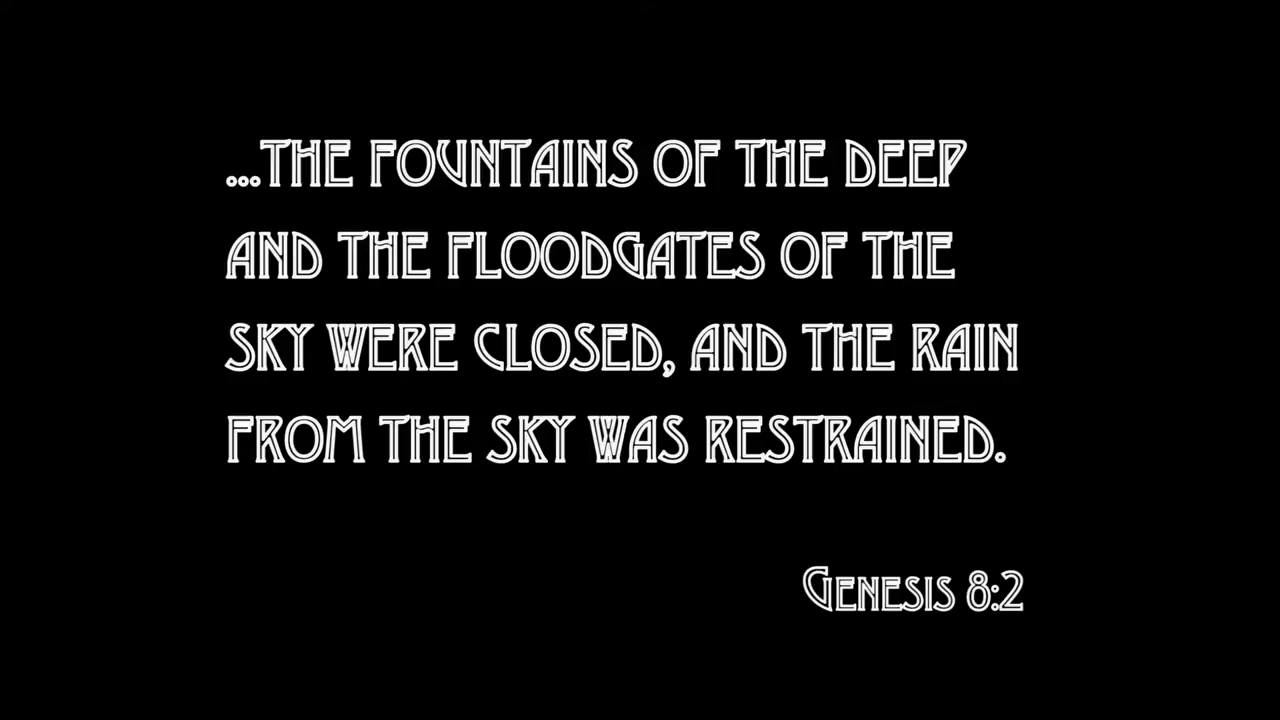 ...THE FOUNTAINS OF THE DEEP
AND THE FLOODGATES OF THE
SKY WERE CLOSED, AND THE RAIN
FROM THE SKY WAS RESTRAINED.
GENESIS 8:2